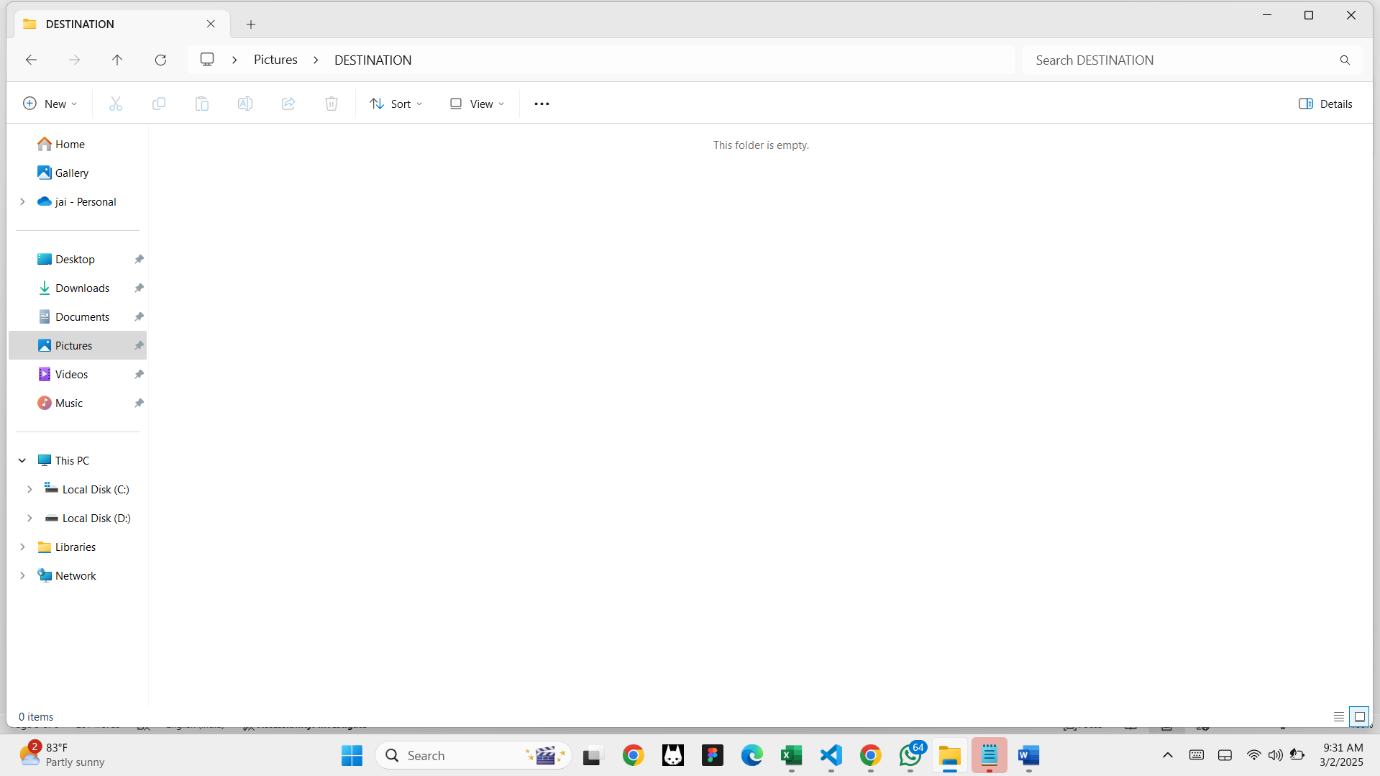 DESTINATION
Pictures
DESTINATION
Search DESTINATION
New
Sort
View
Details
Home
Gallery
jai - Personal
Desktop
Downloads
Documents
Pictures
Videos
Music
This PC
Local Disk (C:)
Local Disk (D:)
Libraries
Network
This folder is empty.
0 items
2
83°F
Partly sunny
Search
64
9:31 AM
3/2/2025